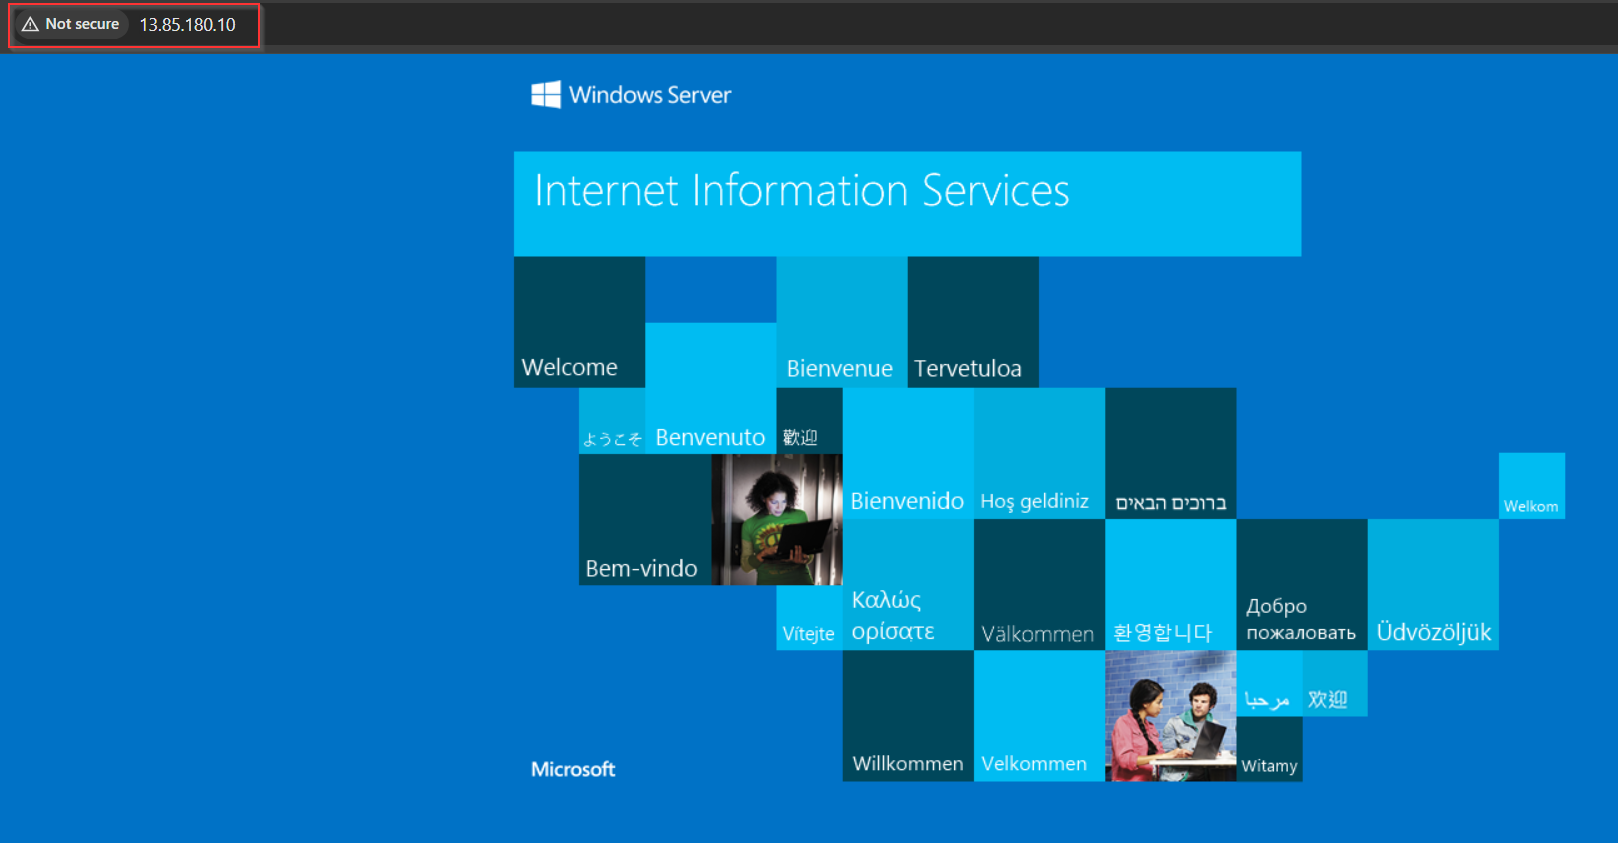 Not secure 13.85.180.10
Windows Server
Internet Information Services
Welcome
Bienvenue
Tervetuloa
ようこそ
Benvenuto
歡迎
Bienvenido
Hoş geldiniz
ברוכים הבאים
Welkom
Bem-vindo
Vítejte
Καλώς
ορίσατε
Välkommen
환영합니다
Добро
пожаловать
Üdvözöljük
Willkommen
Velkommen
مرحبا
欢迎
Witamy
Microsoft